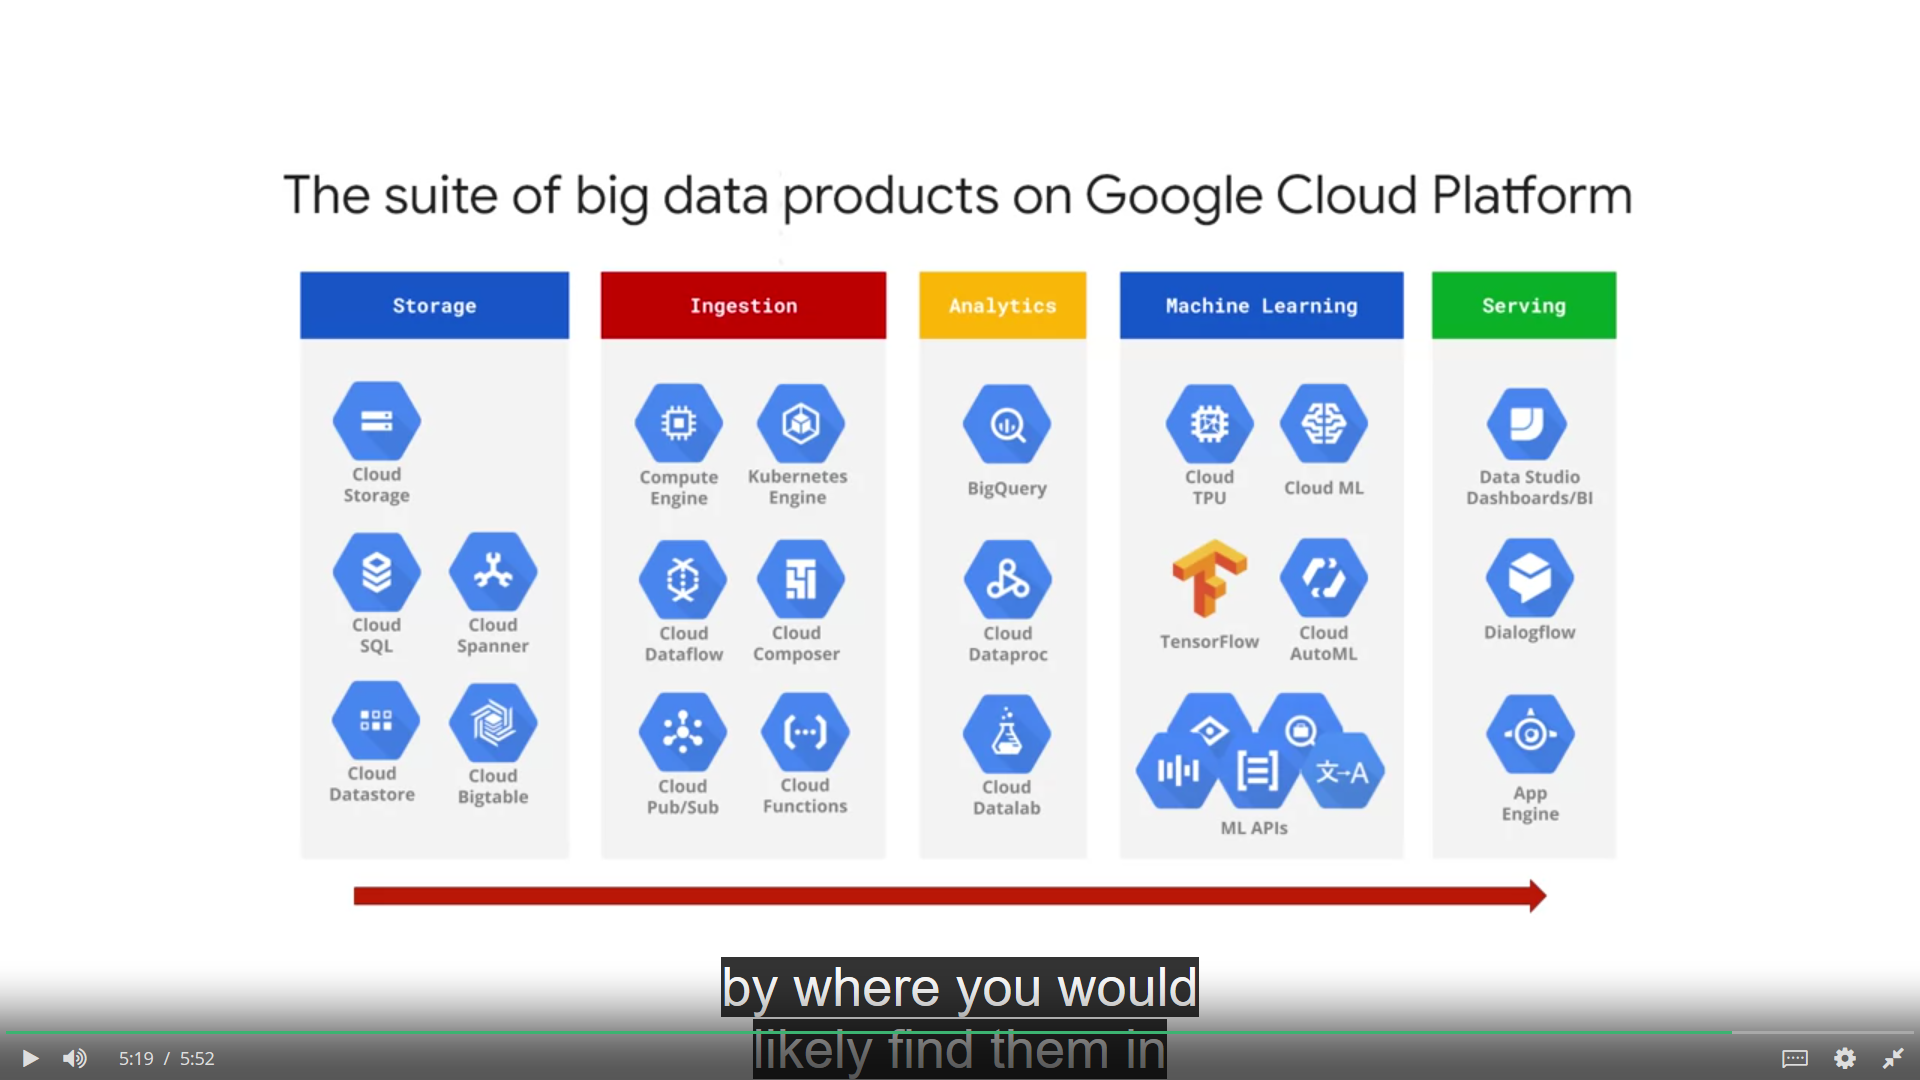 The suite of big data products on Google Cloud Platform
Storage
Cloud
Storage
Cloud
SQL
Cloud
Spanner
Cloud
Datastore
Cloud
Bigtable
Ingestion
Compute
Engine
Kubernetes
Engine
Cloud
Dataflow
Cloud
Composer
Cloud
Pub/Sub
Cloud
Functions
Analytics
BigQuery
Cloud
Dataproc
Cloud
Datalab
Machine Learning
Cloud
TPU
Cloud ML
TensorFlow
Cloud
AutoML
文→A
ML APIs
Serving
Data Studio
Dashboards/BI
Dialogflow
App
Engine
by where you would
likely find them in
5:19 / 5:52